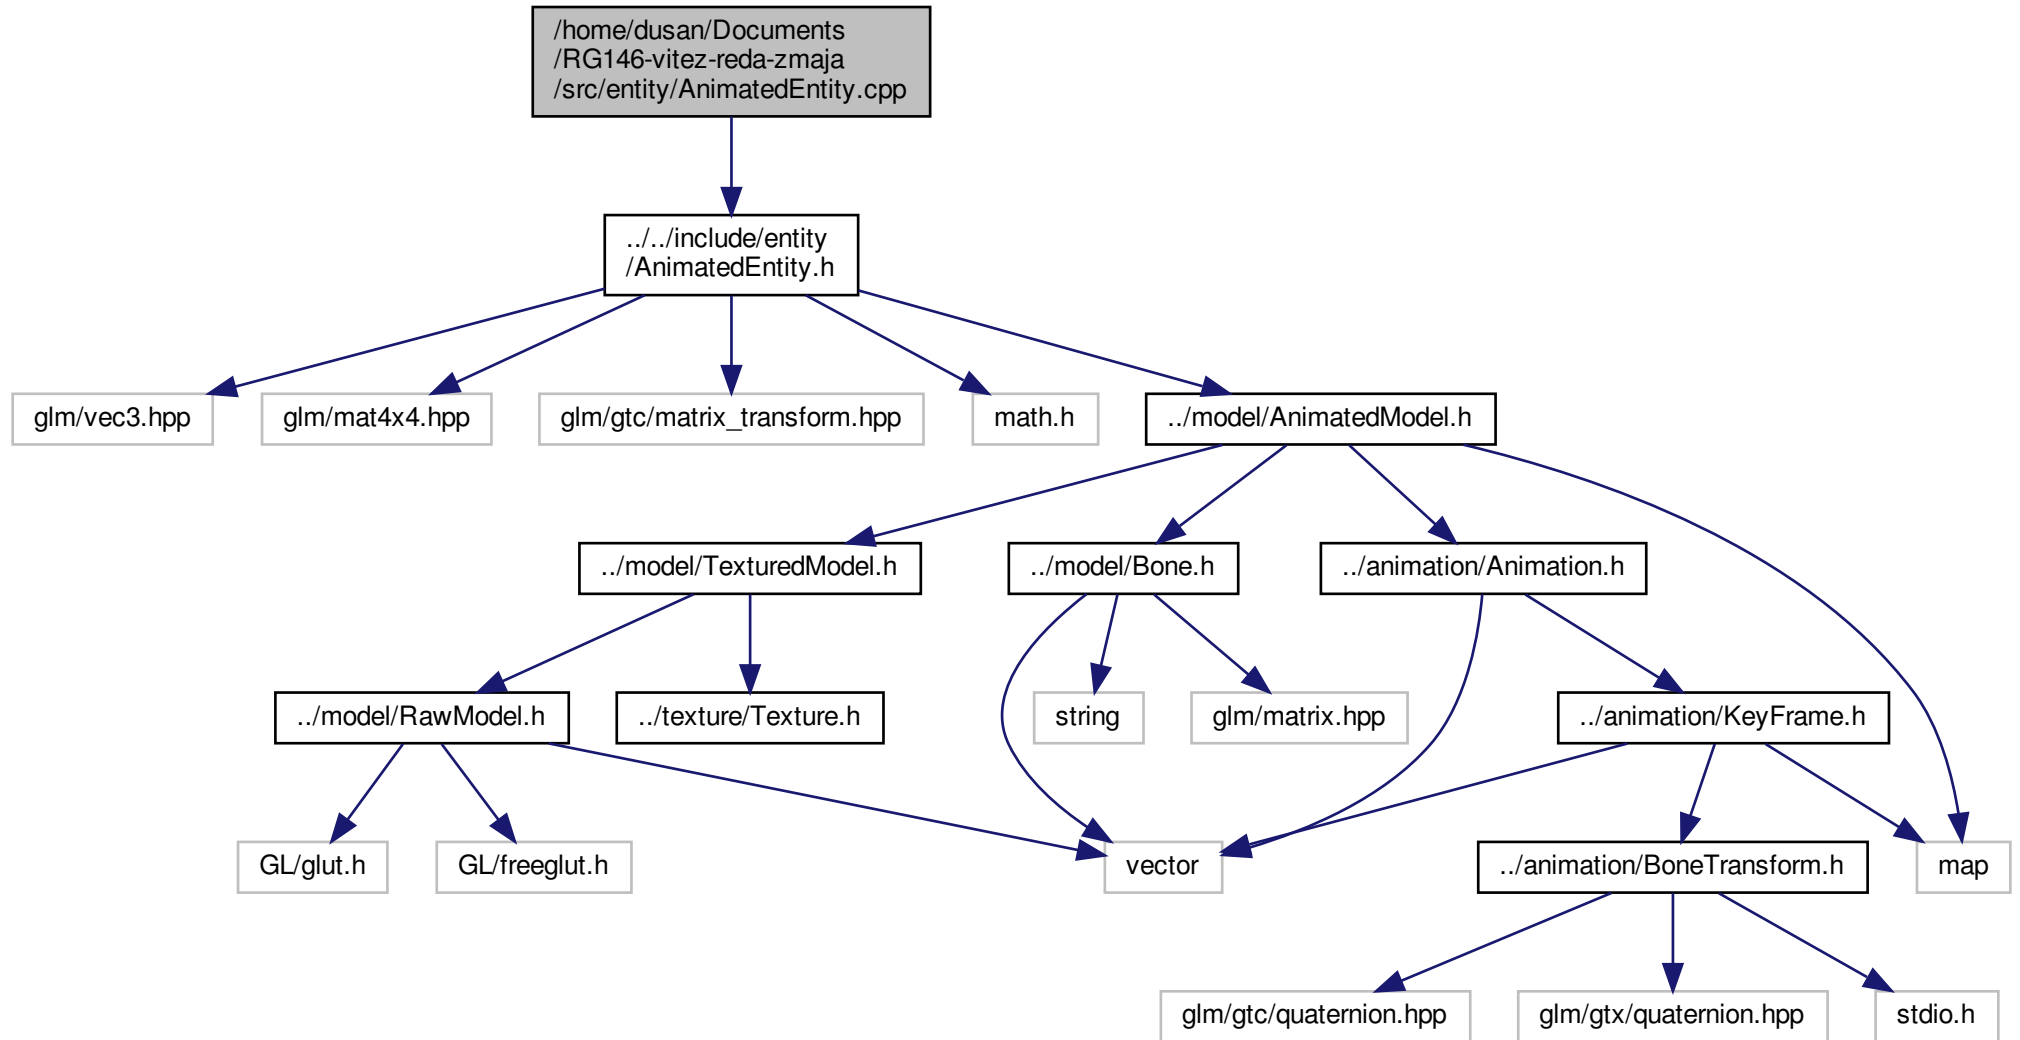 /home/dusan/Documents
/RG146-vitez-reda-zmaja
/src/entity/AnimatedEntity.cpp
../../include/entity
/AnimatedEntity.h
glm/vec3.hpp
glm/mat4x4.hpp
glm/gtc/matrix_transform.hpp
math.h
../model/AnimatedModel.h
../model/TexturedModel.h
../model/Bone.h
../animation/Animation.h
../model/RawModel.h
../texture/Texture.h
string
glm/matrix.hpp
../animation/KeyFrame.h
GL/glut.h
GL/freeglut.h
vector
../animation/BoneTransform.h
map
glm/gtc/quaternion.hpp
glm/gtx/quaternion.hpp
stdio.h